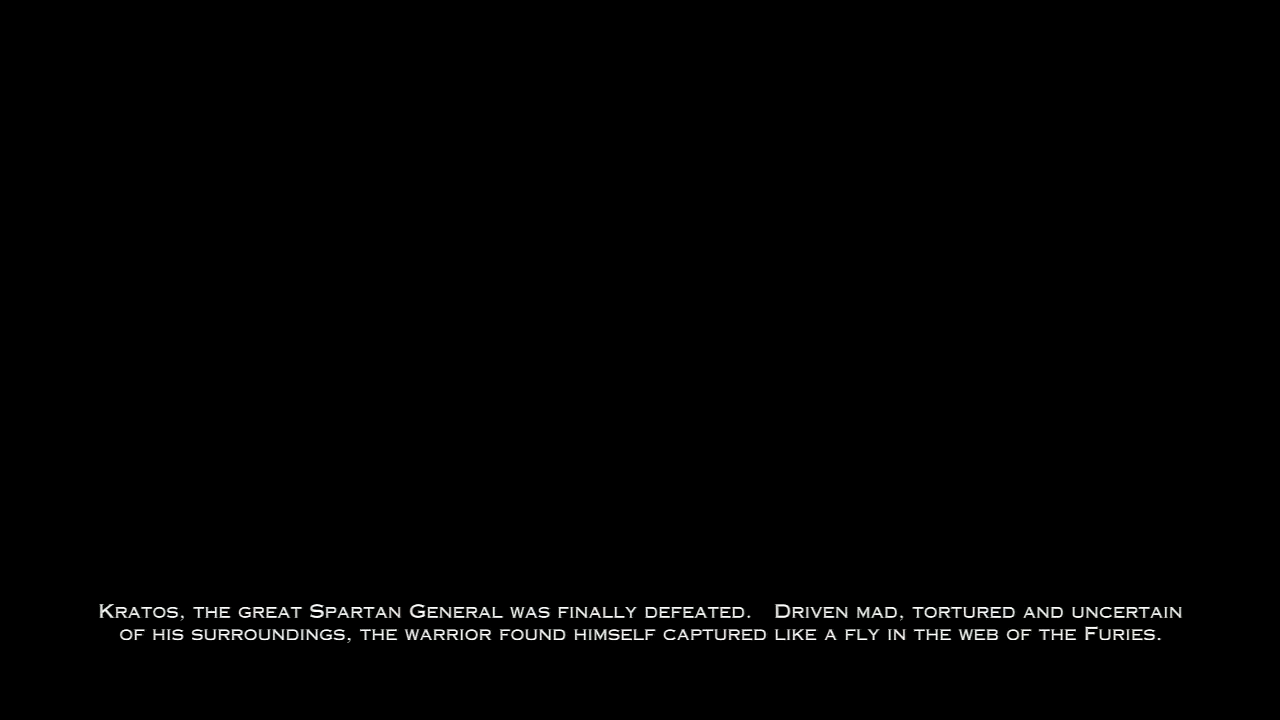 Kratos, the great Spartan General was finally defeated. Driven mad, tortured and uncertain
of his surroundings, the warrior found himself captured like a fly in the web of the Furies.